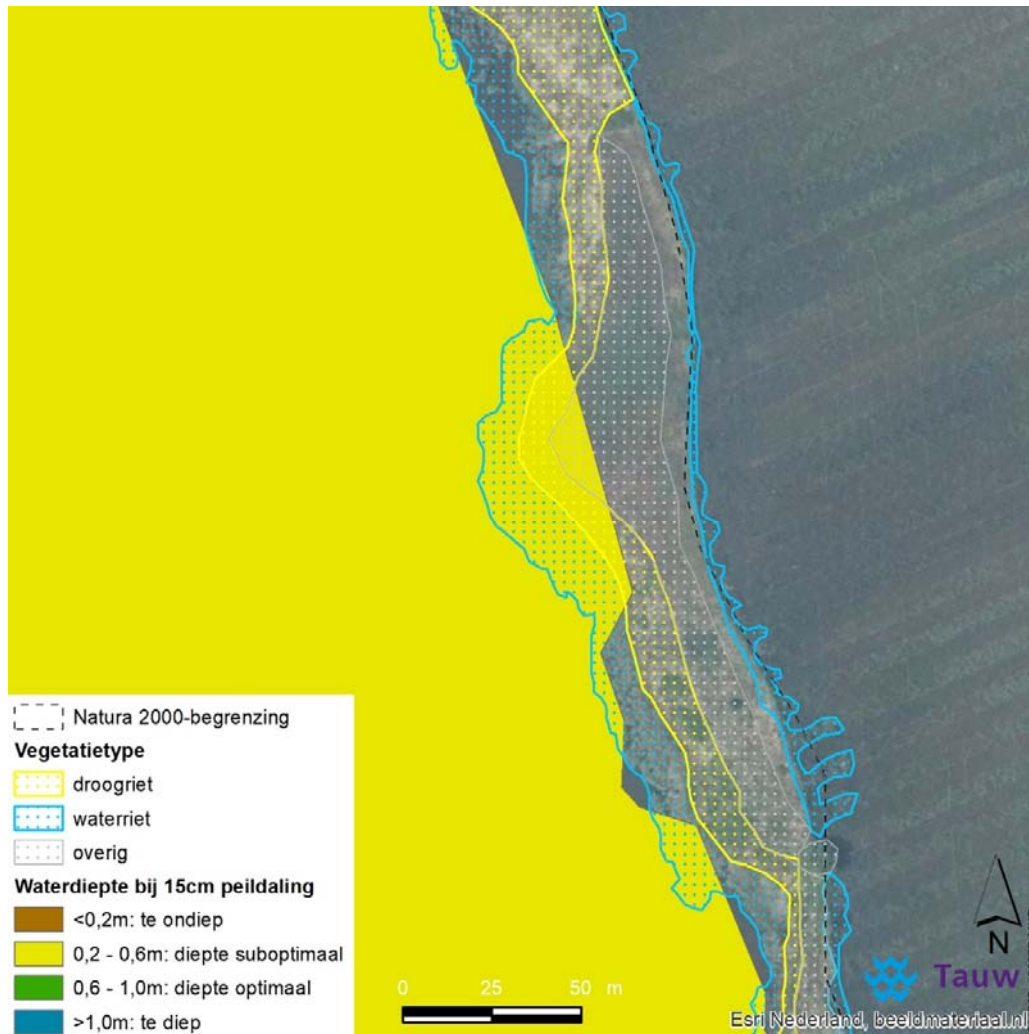 Natura 2000-begrenzing
Vegetatietype
droogriet
waterriet
overig
Waterdiepte bij 15cm peildaling
<0,2m: te ondiep
0,2 - 0,6m: diepte suboptimaal
0,6 - 1,0m: diepte optimaal
>1,0m: te diep
0 25 50 m
N
Tauw
Esri Nederland, beeldmateriaal.nl